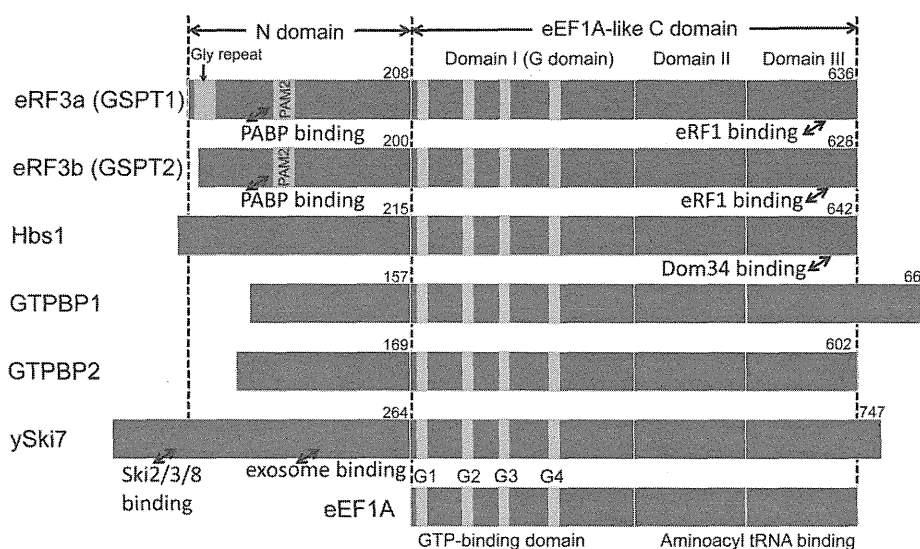 N domain
eEF1A-like C domain
Gly repeat
Domain I (G domain)
Domain II
Domain III
208
636
eRF3a (GSPT1)
PAM2
PABP binding
eRF1 binding
200
628
eRF3b (GSPT2)
PAM2
PABP binding
eRF1 binding
215
642
Hbs1
Dom34 binding
157
66
GTPBP1
169
602
GTPBP2
264
747
ySki7
Ski2/3/8
binding
exosome binding
G1
G2
G3
G4
eEF1A
GTP-binding domain
Aminoacyl tRNA binding